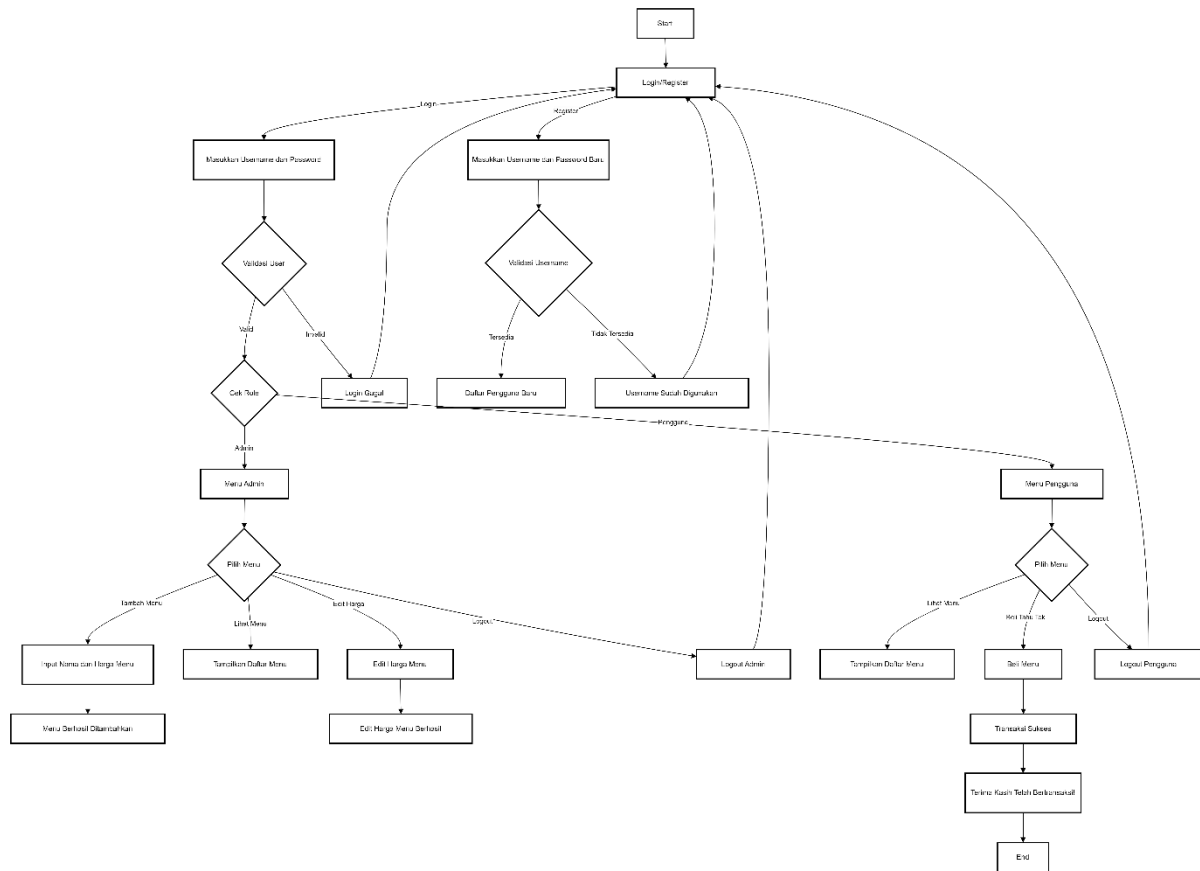 Start
Login/Register
Login
Register
Masukkan Username dan Password
Masukkan Username dan Password Baru
Validasi User
Validasi Username
Valid
Invalid
Tersedia
Tidak Tersedia
Cek Role
Login Gagal
Daftar Pengguna Baru
Username Sudah Digunakan
Pengguna
Admin
Menu Admin
Menu Pengguna
Pilih Menu
Pilih Menu
Tambah Menu
Lihat Menu
Edit Harga
Logout
Lihat Menu
Beli Tahu Tek
Logout
Input Nama dan Harga Menu
Tampilkan Daftar Menu
Edit Harga Menu
Logout Admin
Tampilkan Daftar Menu
Beli Menu
Logout Pengguna
Menu Berhasil Ditambahkan
Edit Harga Menu Berhasil
Transaksi Sukses
Terima Kasih Telah Bertransaksi!
End